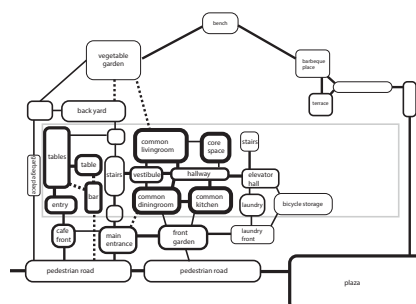 bench
vegetable
garden
barbeque
place
terrace
back yard
common
livingroom
core
space
stairs
tables
table
stairs
vestibule
hallway
elevator
hall
garbage place
bar
entry
common
diningroom
common
kitchen
laundry
bicycle storage
cafe
front
main
entrance
front
garden
laundry
front
pedestrian road
pedestrian road
plaza